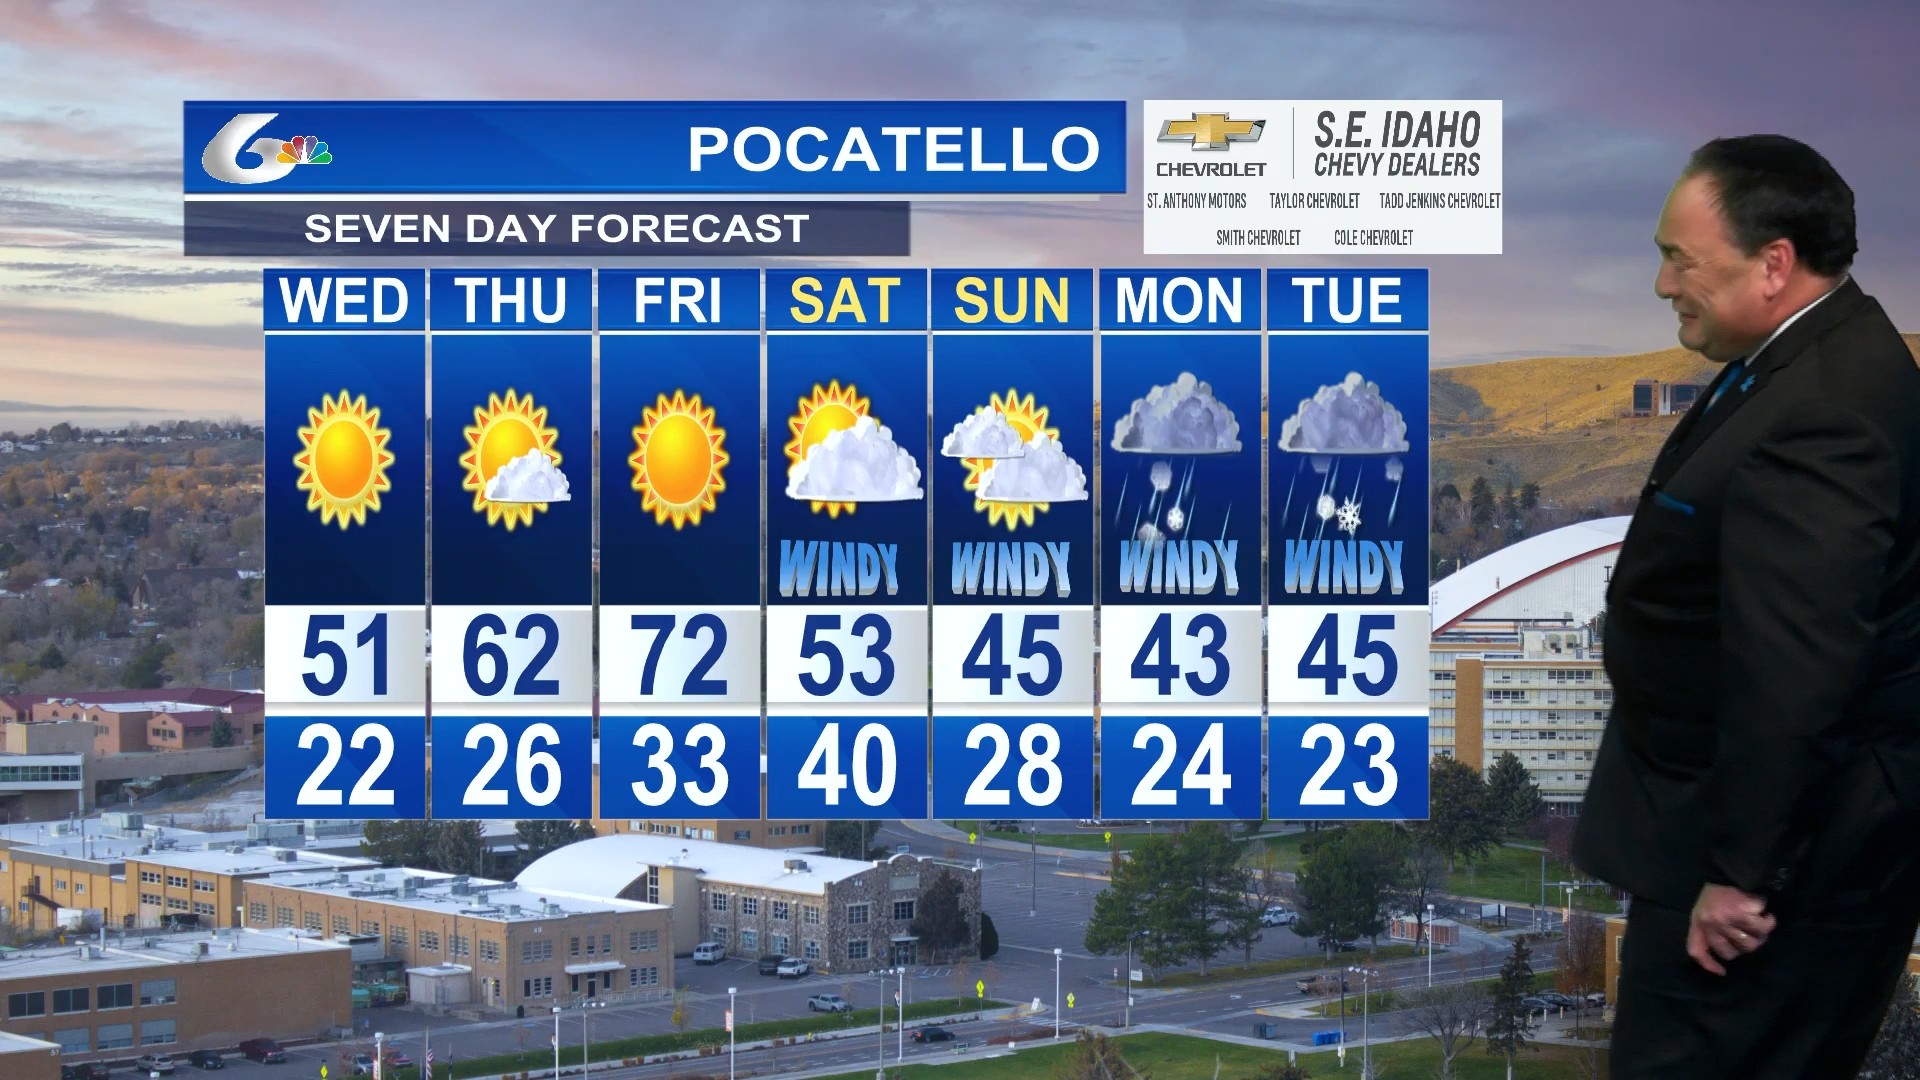 6
POCATELLO
SEVEN DAY FORECAST
CHEVROLET
S.E. IDAHO
CHEVY DEALERS
ST. ANTHONY MOTORS TAYLOR CHEVROLET TADD JENKINS CHEVROLET
SMITH CHEVROLET COLE CHEVROLET
WED THU FRI SAT SUN MON TUE
WINDY WINDY WINDY WINDY
51 62 72 53 45 43 45
22 26 33 40 28 24 23